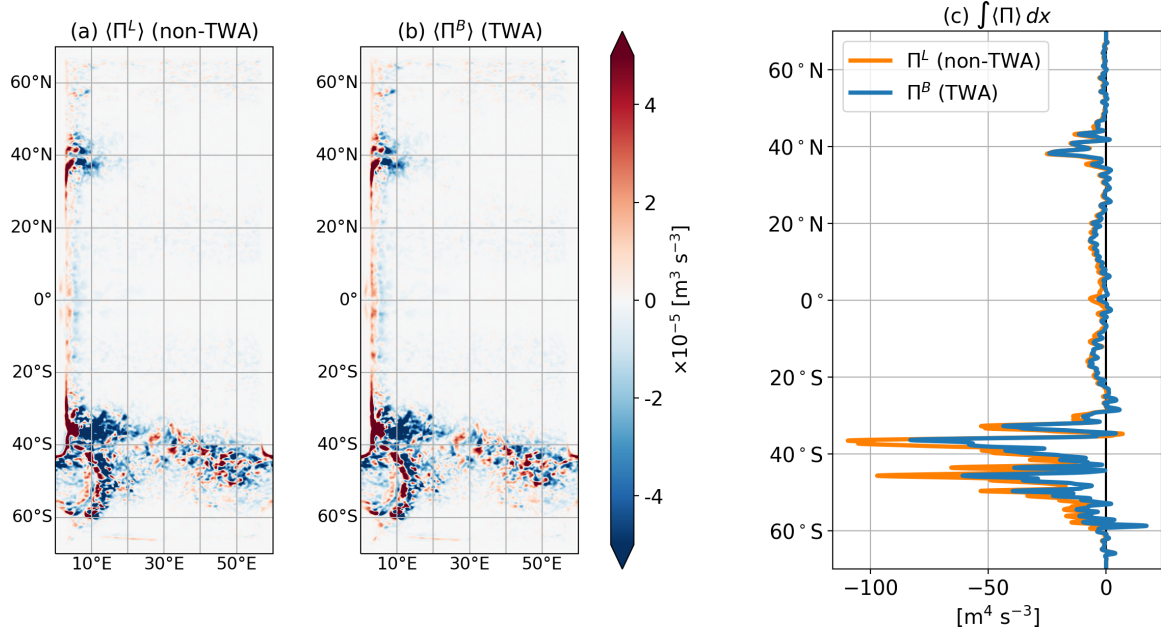 (a) ⟨Π^L⟩ (non-TWA)
(b) ⟨Π^B⟩ (TWA)
(c) ∫⟨Π⟩ dx
60°N
40°N
20°N
0°
20°S
40°S
60°S
10°E 30°E 50°E
60°N
40°N
20°N
0°
20°S
40°S
60°S
10°E 30°E 50°E
4
2
0
-2
-4
×10⁻⁵ [m³ s⁻³]
Π^L (non-TWA)
Π^B (TWA)
60°N
40°N
20°N
0°
20°S
40°S
60°S
−100 −50 0
[m⁴ s⁻³]